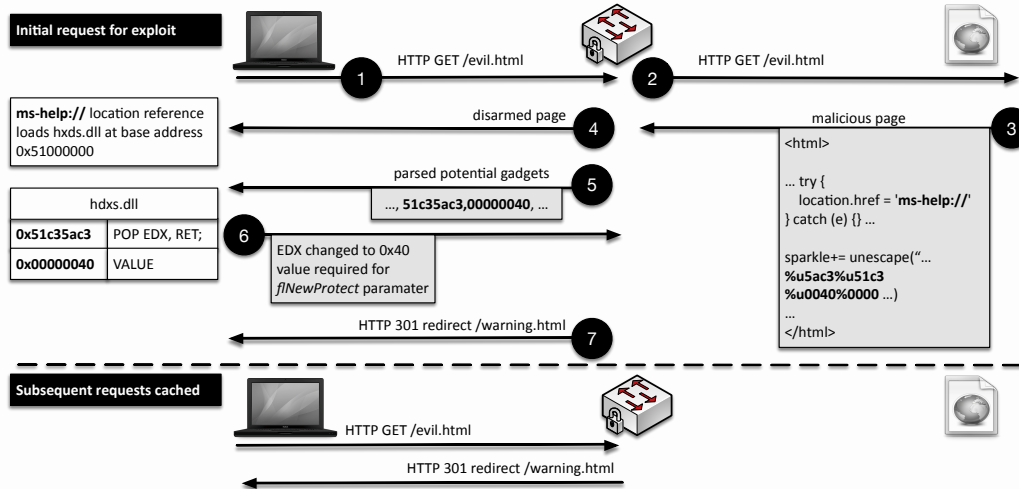 Initial request for exploit
HTTP GET /evil.html
HTTP GET /evil.html
1
2
ms-help:// location reference
loads hxds.dll at base address
0x51000000
disarmed page
4
malicious page
3
<html>
... try {
location.href = 'ms-help://'
} catch (e) {} ...
sparkle+= unescape("...
%u5ac3%u51c3
%u0040%0000 ...)
...
</html>
parsed potential gadgets
5
..., 51c35ac3,00000040, ...
hdxs.dll
0x51c35ac3 POP EDX, RET;
0x00000040 VALUE
6
EDX changed to 0x40
value required for
flNewProtect paramater
HTTP 301 redirect /warning.html
7
Subsequent requests cached
HTTP GET /evil.html
HTTP 301 redirect /warning.html